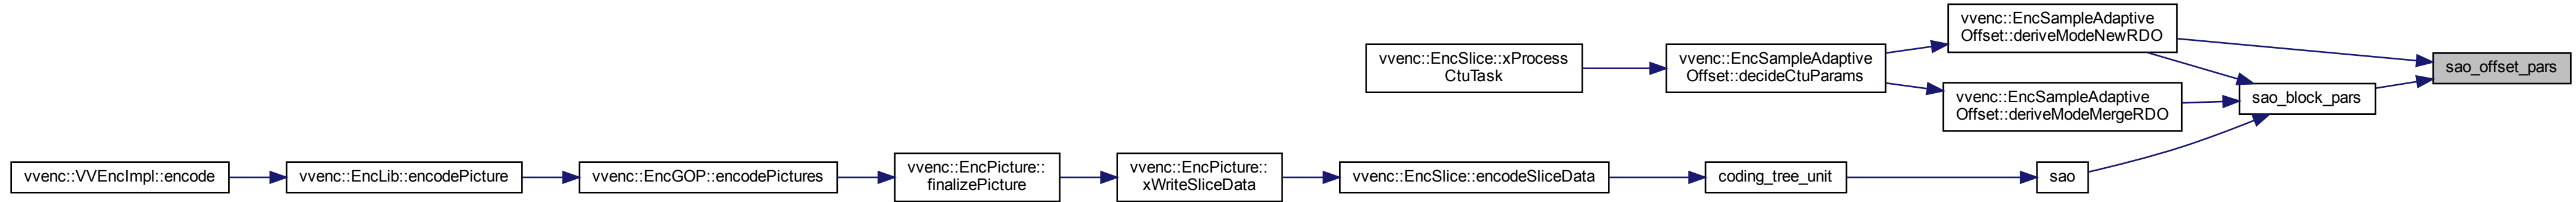 vvenc::EncSampleAdaptive
Offset::deriveModeNewRDO
vvenc::EncSlice::xProcess
CtuTask
vvenc::EncSampleAdaptive
Offset::decideCtuParams
sao_offset_pars
vvenc::EncSampleAdaptive
Offset::deriveModeMergeRDO
sao_block_pars
vvenc::VVEncImpl::encode
vvenc::EncLib::encodePicture
vvenc::EncGOP::encodePictures
vvenc::EncPicture::
finalizePicture
vvenc::EncPicture::
xWriteSliceData
vvenc::EncSlice::encodeSliceData
coding_tree_unit
sao